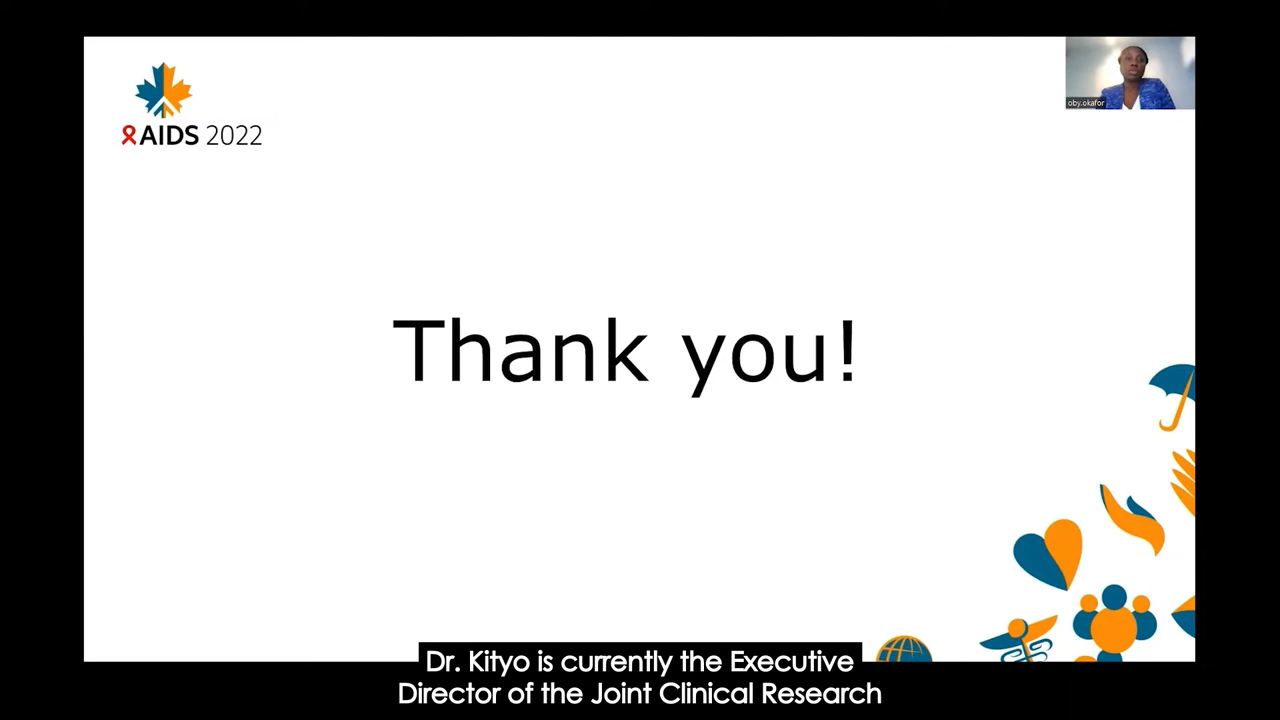 AIDS 2022
oby.okafor
Thank you!
Dr. Kityo is currently the Executive
Director of the Joint Clinical Research